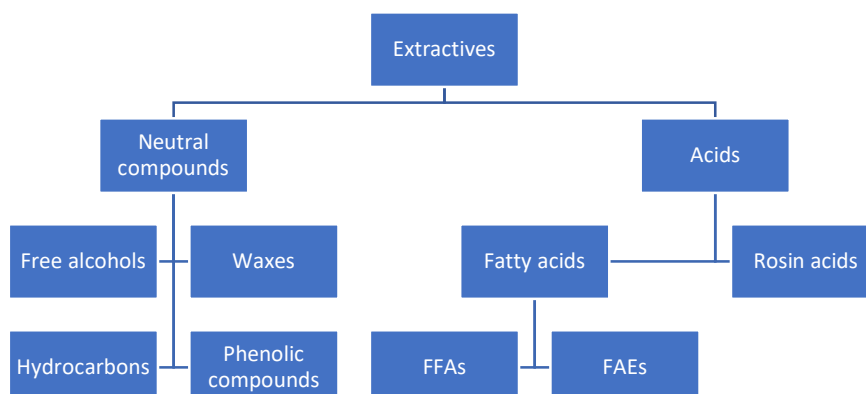 Extractives
Neutral
compounds
Acids
Free alcohols
Waxes
Fatty acids
Rosin acids
Hydrocarbons
Phenolic
compounds
FFAs
FAEs